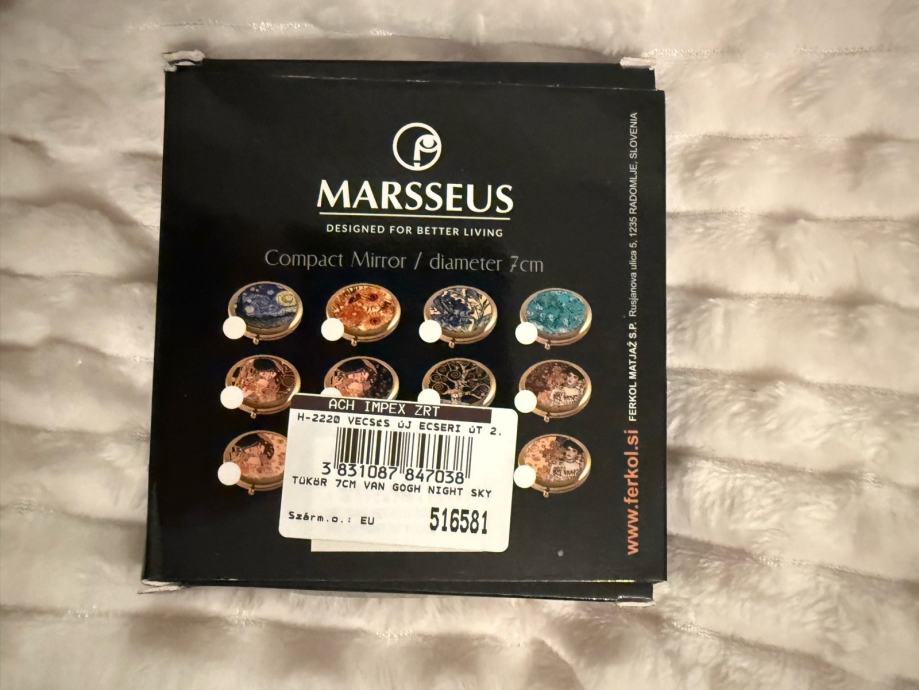 MARSSEUS
DESIGNED FOR BETTER LIVING
Compact Mirror / diameter 7cm
ACH IMPEX ZRT
H-2220 VECSÉS ÚJ ECSERI ÚT 2.
3 831087 847038
TÜKÖR 7CM VAN GOGH NIGHT SKY
Szárm.o.: EU
516581
www.ferkol.si FERKOL MATJAŽ S.P. Rusjanova ulica 5, 1235 RADOMLJE, SLOVENIA